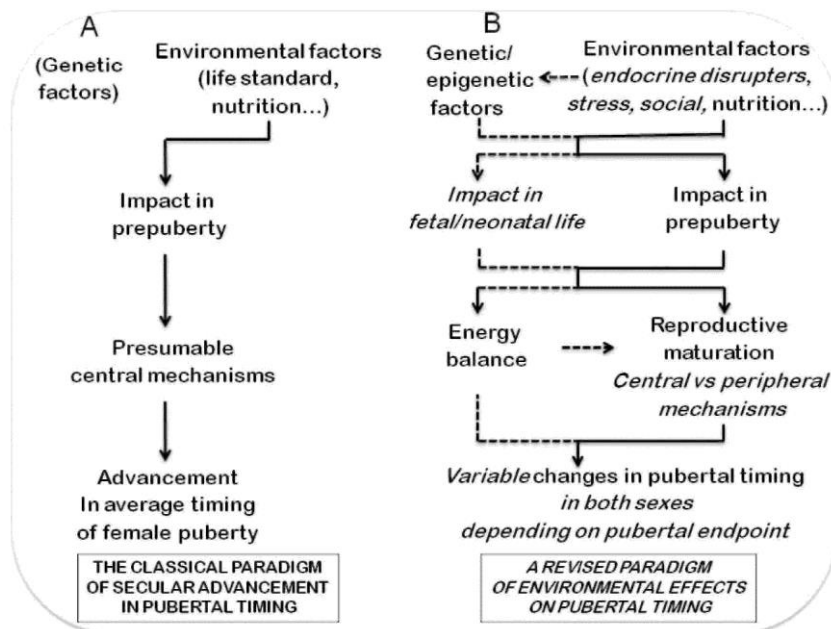 A
(Genetic
factors)
Environmental factors
(life standard,
nutrition...)
Impact in
prepuberty
Presumable
central mechanisms
Advancement
In average timing
of female puberty
THE CLASSICAL PARADIGM
OF SECULAR ADVANCEMENT
IN PUBERTAL TIMING
B
Genetic/
epigenetic
factors
Environmental factors
(endocrine disrupters,
stress, social, nutrition...)
Impact in
fetal/neonatal life
Impact in
prepuberty
Energy
balance
Reproductive
maturation
Central vs peripheral
mechanisms
Variable changes in pubertal timing
in both sexes
depending on pubertal endpoint
A REVISED PARADIGM
OF ENVIRONMENTAL EFFECTS
ON PUBERTAL TIMING